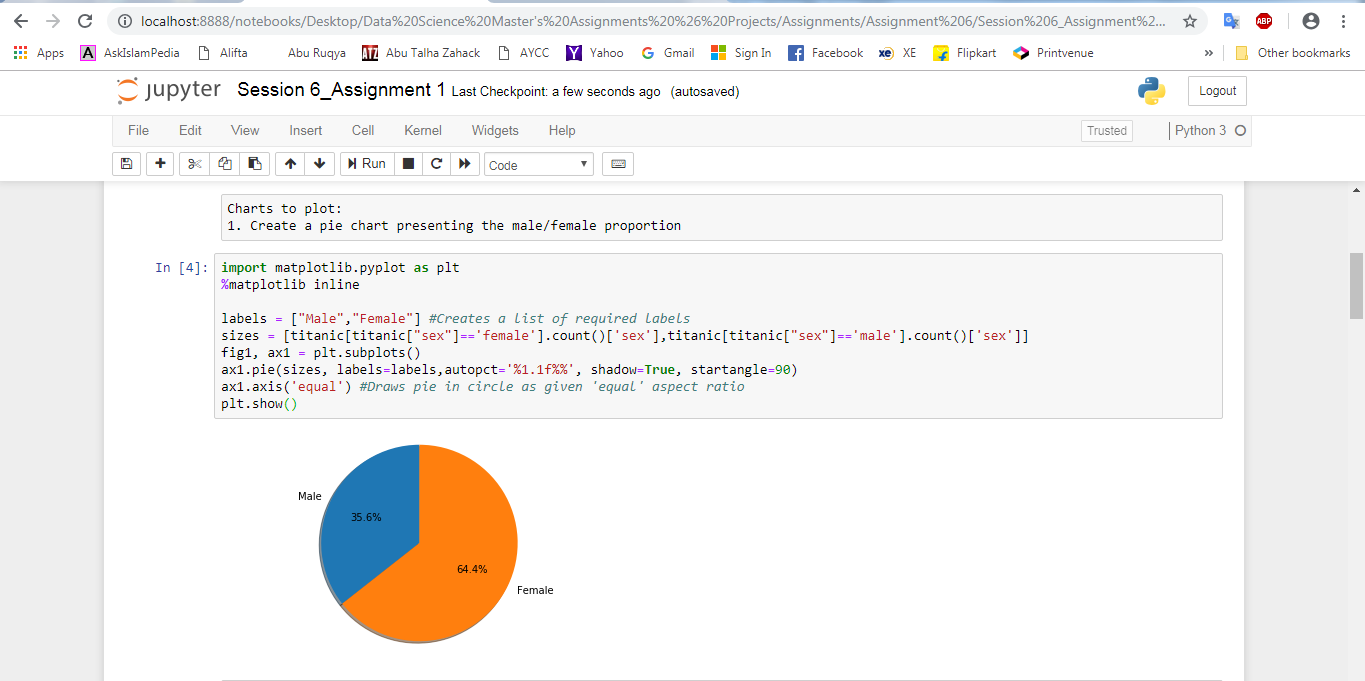 localhost:8888/notebooks/Desktop/Data%20Science%20Master's%20Assignments%20%26%20Projects/Assignments/Assignment%206/Session%206_Assignment%2...
ABP
Apps A AskIslamPedia Alifta Abu Ruqya ATZ Abu Talha Zahack AYCC Y Yahoo G Gmail Sign In f Facebook xe XE f Flipkart Printvenue » Other bookmarks
jupyter Session 6_Assignment 1 Last Checkpoint: a few seconds ago (autosaved) Logout
File Edit View Insert Cell Kernel Widgets Help Trusted Python 3
Run Code
Charts to plot:
1. Create a pie chart presenting the male/female proportion
In [4]: import matplotlib.pyplot as plt
%matplotlib inline
labels = ["Male","Female"] #Creates a list of required labels
sizes = [titanic[titanic["sex"]=='female'].count()['sex'],titanic[titanic["sex"]=='male'].count()['sex']]
fig1, ax1 = plt.subplots()
ax1.pie(sizes, labels=labels,autopct='%1.1f%%', shadow=True, startangle=90)
ax1.axis('equal') #Draws pie in circle as given 'equal' aspect ratio
plt.show()
Male
35.6%
64.4%
Female